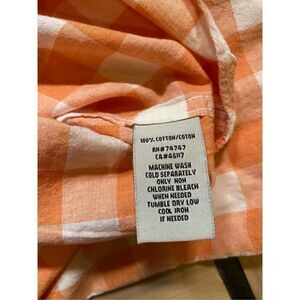 100% COTTON/COTON
RN#74747
CA#45117
MACHINE WASH
COLD SEPARATELY
ONLY NON
CHLORINE BLEACH
WHEN NEEDED
TUMBLE DRY LOW
COOL IRON
IF NEEDED